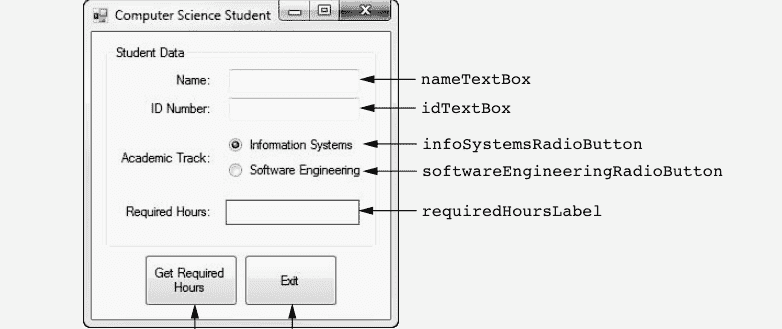 Computer Science Student
Student Data
Name:
nameTextBox
ID Number:
idTextBox
Academic Track:
Information Systems
infoSystemsRadioButton
Software Engineering
softwareEngineeringRadioButton
Required Hours:
requiredHoursLabel
Get Required
Hours
Exit